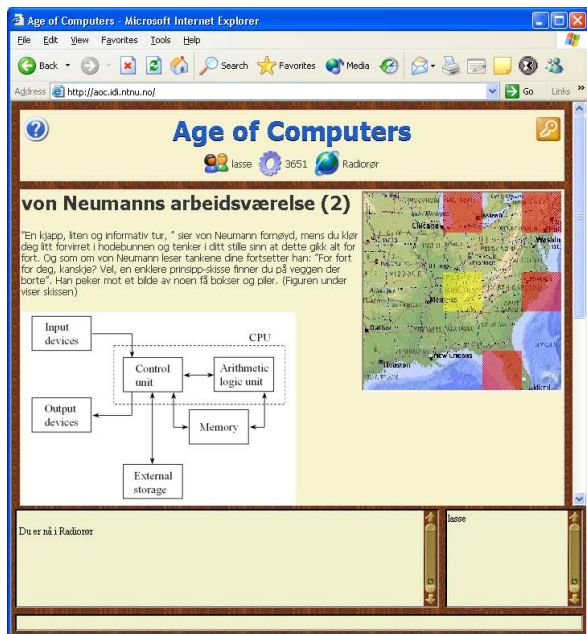 Age of Computers - Microsoft Internet Explorer
File Edit View Favorites Tools Help
Back Search Favorites Media
Address http://aoc.idi.ntnu.no/ Go Links »
Age of Computers
lasse 3651 Radiorør
von Neumanns arbeidsværelse (2)
"En kjapp, liten og informativ tur, " sier von Neumann fornøyd, mens du klør
deg litt forvirret i hodebunnen og tenker i ditt stille sinn at dette gikk alt for
fort. Og som om von Neumann leser tankene dine fortsetter han: "For fort
for deg, kanskje? Vel, en enklere prinsipp-skisse finner du på veggen der
borte". Han peker mot et bilde av noen få bokser og piler. (Figuren under
viser skissen)
Chicago
Washin
Memphis
Dallas
Houston
New Orleans
Input
devices
CPU
Control
unit
Arithmetic
logic unit
Output
devices
Memory
External
storage
Du er nå i Radiorør
lasse